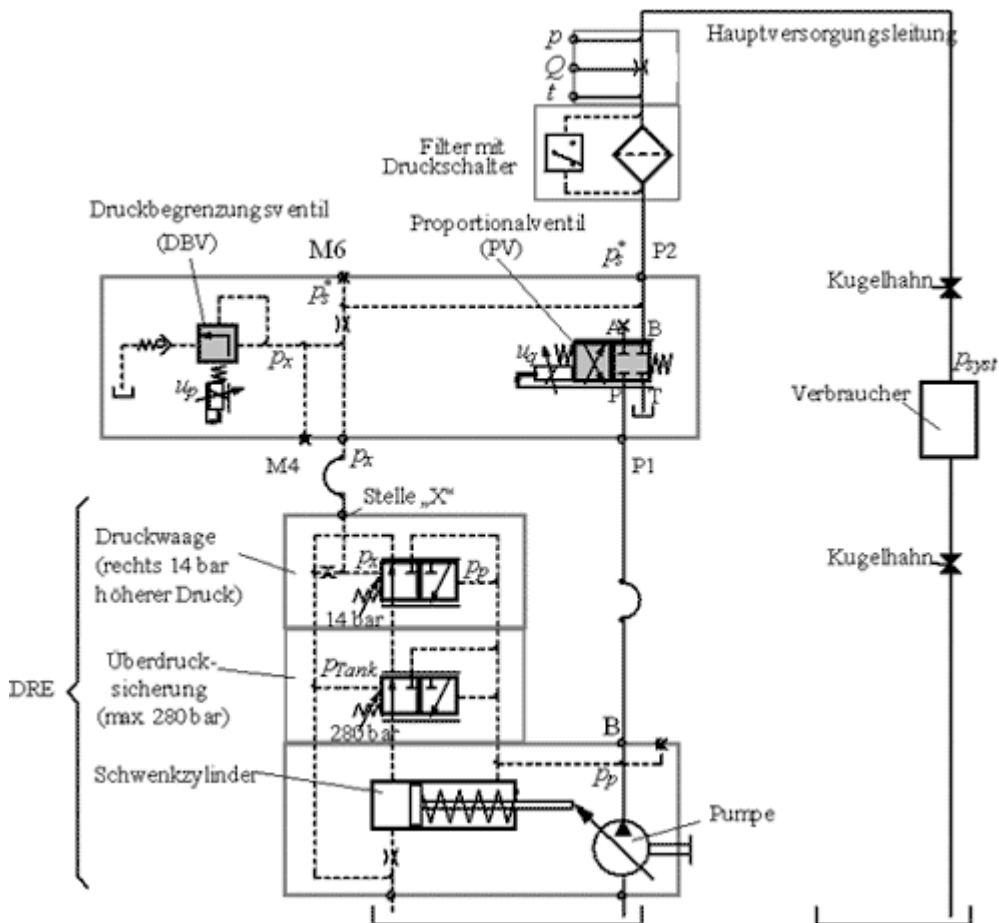 p
Hauptversorgungsleitung
Q
t
Filter mit
Druckschalter
Druckbegrenzungsventil
(DBV)
Proportionalventil
(PV)
M6
ps*
P2
ps*
Kugelhahn
A
B
px
uq
up
psyst
P
T
Verbraucher
M4
px
P1
Stelle „X“
Druckwaage
(rechts 14 bar
höherer Druck)
px
pp
Kugelhahn
14 bar
Überdruck-
sicherung
(max. 280 bar)
pTank
DRE
280 bar
B
Schwenkzylinder
pp
Pumpe